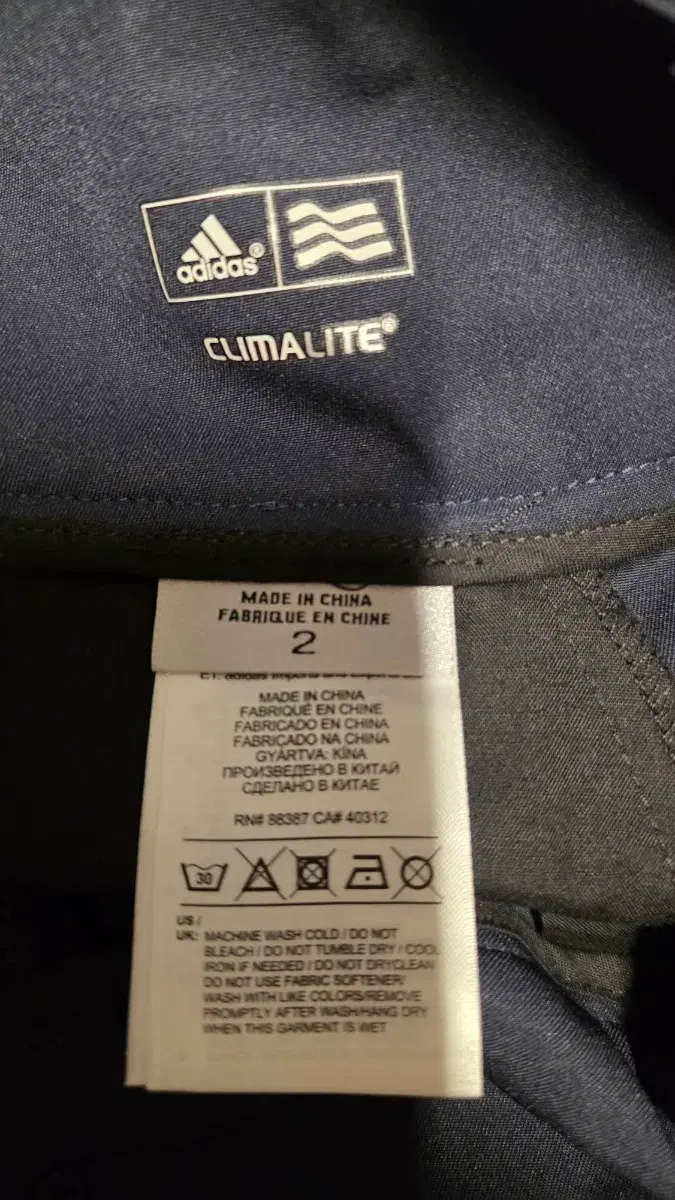 adidas®
CLIMALITE®
MADE IN CHINA
FABRIQUE EN CHINE
2
MADE IN CHINA
FABRIQUÉ EN CHINE
FABRICADO EN CHINA
FABRICADO NA CHINA
GYÁRTVA: KÍNA
ПРОИЗВЕДЕНО В КИТАЙ
СДЕЛАНО В КИТАЕ
RN# 88387 CA# 40312
30
US /
UK: MACHINE WASH COLD / DO NOT
BLEACH / DO NOT TUMBLE DRY / COOL
IRON IF NEEDED / DO NOT DRYCLEAN
DO NOT USE FABRIC SOFTENER/
WASH WITH LIKE COLORS/REMOVE
PROMPTLY AFTER WASH/HANG DRY
WHEN THIS GARMENT IS WET